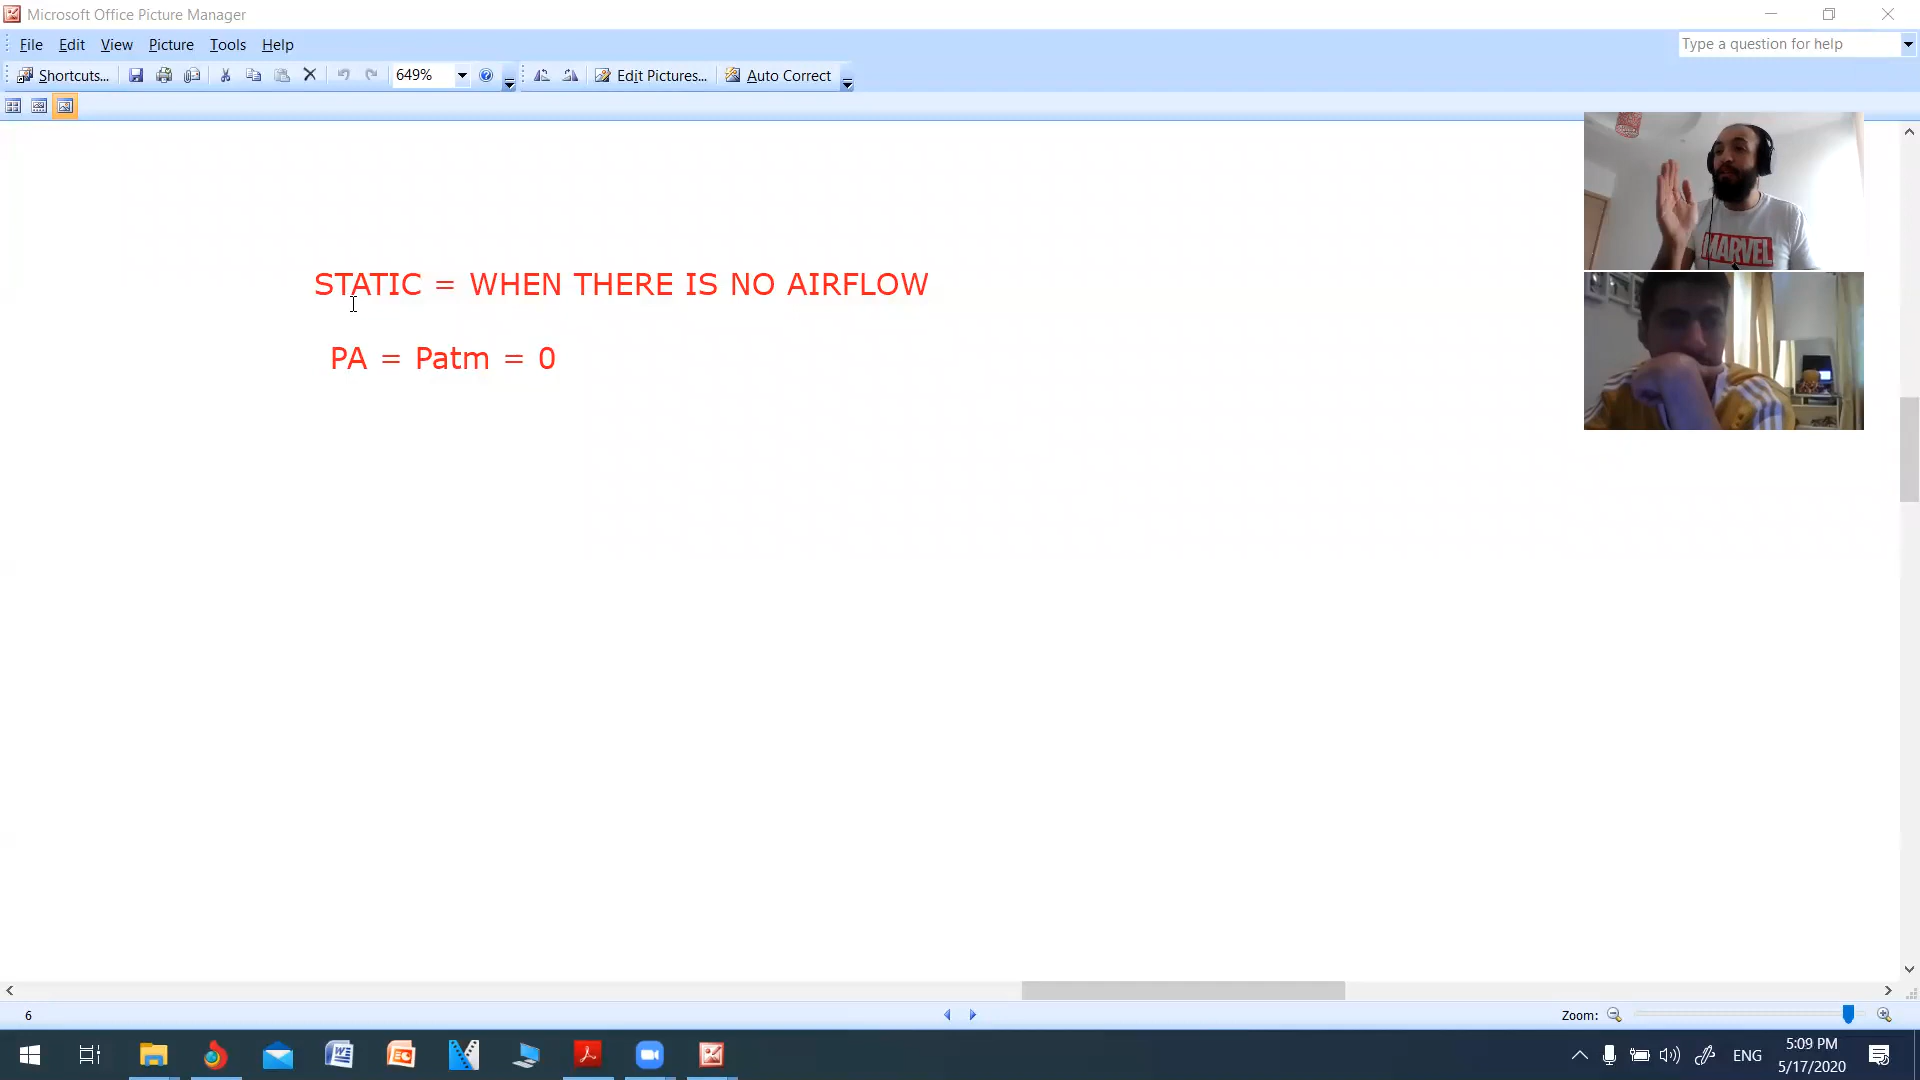 Microsoft Office Picture Manager
File Edit View Picture Tools Help
Type a question for help
Shortcuts... 649% Edit Pictures... Auto Correct
MARVEL
STATIC = WHEN THERE IS NO AIRFLOW
PA = Patm = 0
6
Zoom:
5:09 PM
ENG
5/17/2020